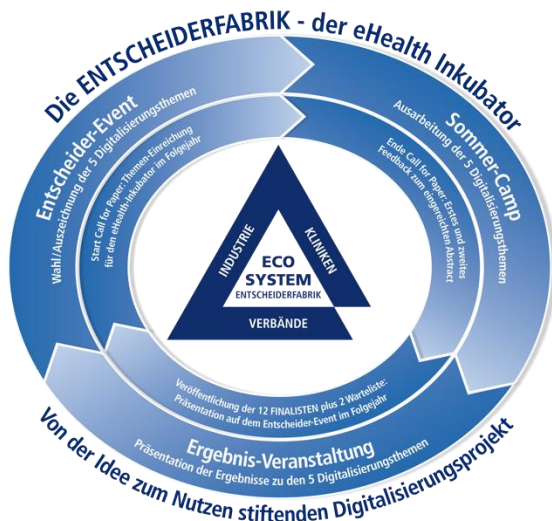 Die ENTSCHEIDERFABRIK - der eHealth Inkubator
Entscheider-Event
Wahl/Auszeichnung der 5 Digitalisierungsthemen
Start Call for Paper: Themen-Einreichung
für den eHealth-Inkubator im Folgejahr
Sommer-Camp
Ausarbeitung der 5 Digitalisierungsthemen
Ende Call for Paper: Erstes und zweites
Feedback zum eingereichten Abstract
INDUSTRIE
KLINIKEN
ECO
SYSTEM
ENTSCHEIDERFABRIK
VERBÄNDE
Veröffentlichung der 12 FINALISTEN plus 2 Warteliste:
Präsentation auf dem Entscheider-Event im Folgejahr
Ergebnis-Veranstaltung
Präsentation der Ergebnisse zu den 5 Digitalisierungsthemen
Von der Idee zum Nutzen stiftenden Digitalisierungsprojekt